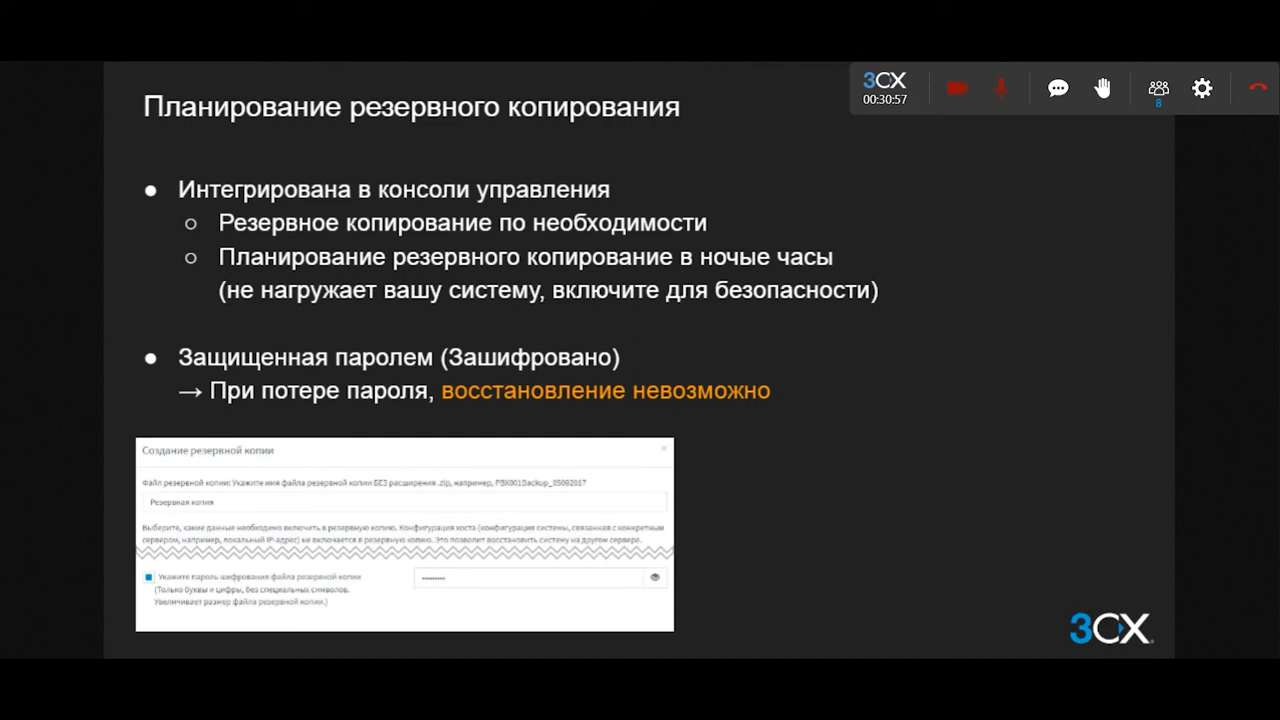 Планирование резервного копирования
3CX
00:30:57
8
● Интегрирована в консоли управления
○ Резервное копирование по необходимости
○ Планирование резервного копирование в ночые часы
(не нагружает вашу систему, включите для безопасности)
● Защищенная паролем (Зашифровано)
→ При потере пароля, восстановление невозможно
Создание резервной копии
×
Файл резервной копии: Укажите имя файла резервной копии БЕЗ расширения .zip, например, PBX001Backup_05092017
Резервная копия
Выберите, какие данные необходимо включить в резервную копию. Конфигурация хоста (конфигурация системы, связанная с конкретным
сервером, например, локальный IP-адрес) не включается в резервную копию. Это позволит восстановить систему на другом сервере.
Укажите пароль шифрования файла резервной копии
(Только буквы и цифры, без специальных символов.
Увеличивает размер файла резервной копии.)
3CX